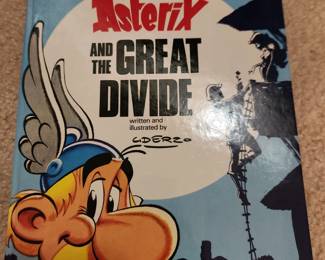 Asterix
AND THE GREAT
DIVIDE
written and
illustrated by
UDERZO